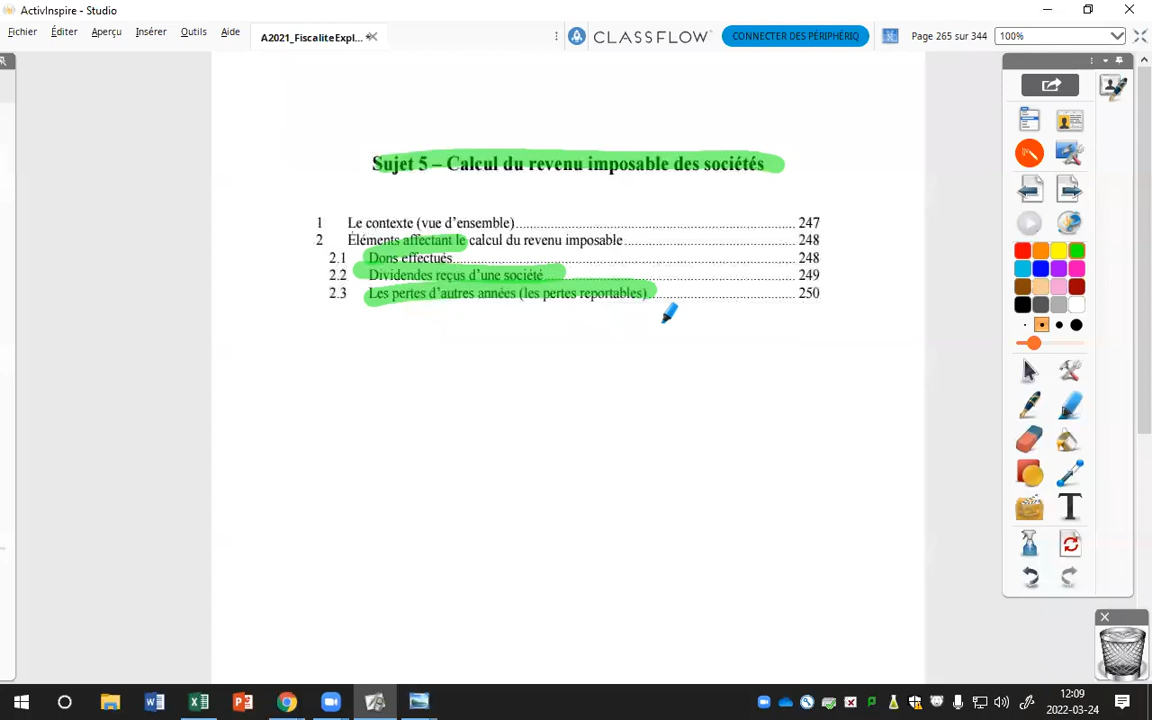 ActivInspire - Studio
Fichier Éditer Aperçu Insérer Outils Aide
A2021_FiscaliteExpl...
CLASSFLOW
CONNECTER DES PÉRIPHÉRIQ
Page 265 sur 344
100%
Sujet 5 – Calcul du revenu imposable des sociétés
1 Le contexte (vue d'ensemble) 247
2 Éléments affectant le calcul du revenu imposable 248
2.1 Dons effectués 248
2.2 Dividendes reçus d'une société 249
2.3 Les pertes d'autres années (les pertes reportables) 250
12:09
2022-03-24